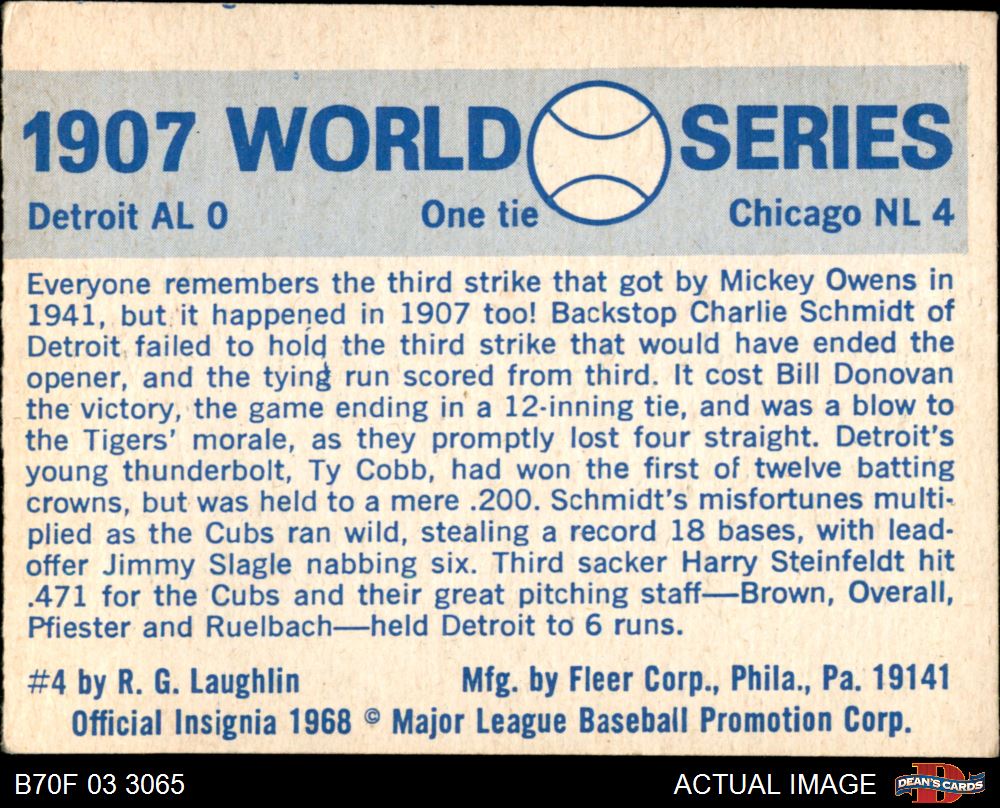 1907 WORLD SERIES
Detroit AL 0 One tie Chicago NL 4
Everyone remembers the third strike that got by Mickey Owens in
1941, but it happened in 1907 too! Backstop Charlie Schmidt of
Detroit failed to hold the third strike that would have ended the
opener, and the tying run scored from third. It cost Bill Donovan
the victory, the game ending in a 12-inning tie, and was a blow to
the Tigers' morale, as they promptly lost four straight. Detroit's
young thunderbolt, Ty Cobb, had won the first of twelve batting
crowns, but was held to a mere .200. Schmidt's misfortunes multi-
plied as the Cubs ran wild, stealing a record 18 bases, with lead-
offer Jimmy Slagle nabbing six. Third sacker Harry Steinfeldt hit
.471 for the Cubs and their great pitching staff—Brown, Overall,
Pfiester and Ruelbach—held Detroit to 6 runs.
#4 by R. G. Laughlin Mfg. by Fleer Corp., Phila., Pa. 19141
Official Insignia 1968 © Major League Baseball Promotion Corp.
B70F 03 3065 ACTUAL IMAGE DEAN'S CARDS